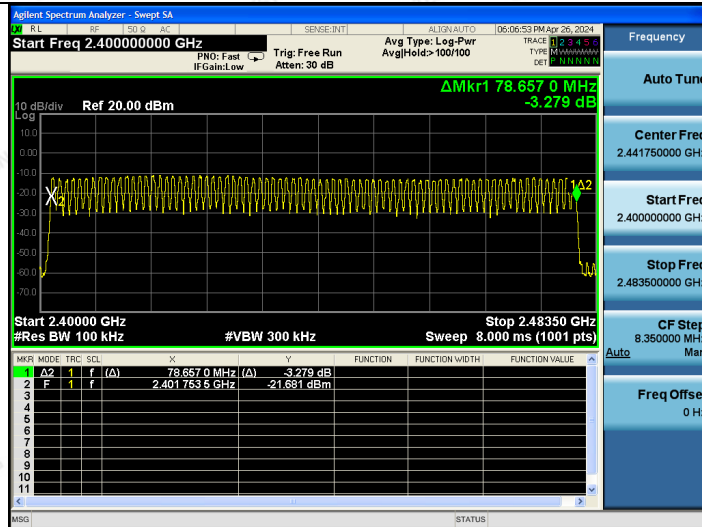 Agilent Spectrum Analyzer - Swept SA
LXI RL RF 50 Ω AC SENSE:INT ALIGN AUTO 06:06:53 PM Apr 26, 2024
Start Freq 2.400000000 GHz
PNO: Fast
IFGain:Low
Trig: Free Run
Atten: 30 dB
Avg Type: Log-Pwr
Avg|Hold:>100/100
TRACE 1 2 3 4 5 6
TYPE M
DET P N N N N N
ΔMkr1 78.657 0 MHz
-3.279 dB
10 dB/div Ref 20.00 dBm
Log
10.0
0.00
-10.0
-20.0
-30.0
-40.0
-50.0
-60.0
-70.0
2
1Δ2
Start 2.40000 GHz Stop 2.48350 GHz
#Res BW 100 kHz #VBW 300 kHz Sweep 8.000 ms (1001 pts)
MKR MODE TRC SCL X Y FUNCTION FUNCTION WIDTH FUNCTION VALUE
1 Δ2 1 f (Δ) 78.657 0 MHz (Δ) -3.279 dB
2 F 1 f 2.401 753 5 GHz -21.681 dBm
3
4
5
6
7
8
9
10
11
MSG STATUS
Frequency
Auto Tune
Center Freq
2.441750000 GHz
Start Freq
2.400000000 GHz
Stop Freq
2.483500000 GHz
CF Step
8.350000 MHz
Auto Man
Freq Offset
0 Hz